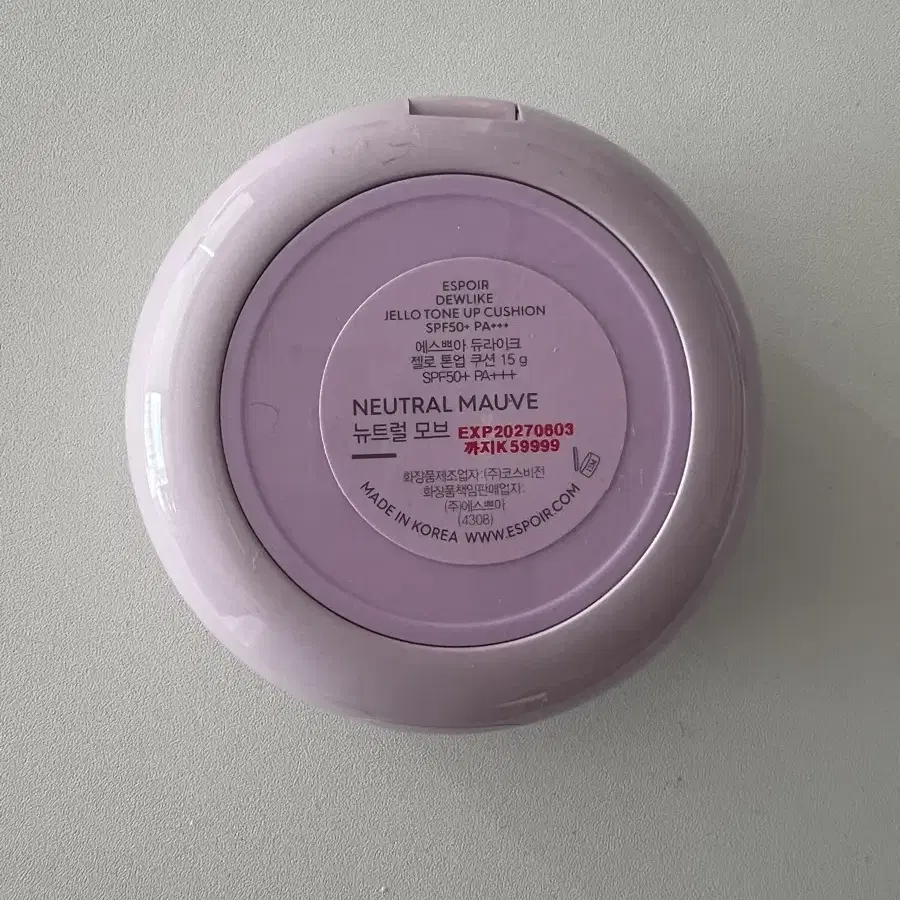 ESPOIR
DEWLIKE
JELLO TONE UP CUSHION
SPF50+ PA+++
에스쁘아 듀라이크
젤로 톤업 쿠션 15 g
SPF50+ PA+++
NEUTRAL MAUVE
뉴트럴 모브
EXP20270603
까지K59999
화장품제조업자: (주)코스비전
화장품책임판매업자:
(주)에스쁘아
(4308)
MADE IN KOREA WWW.ESPOIR.COM